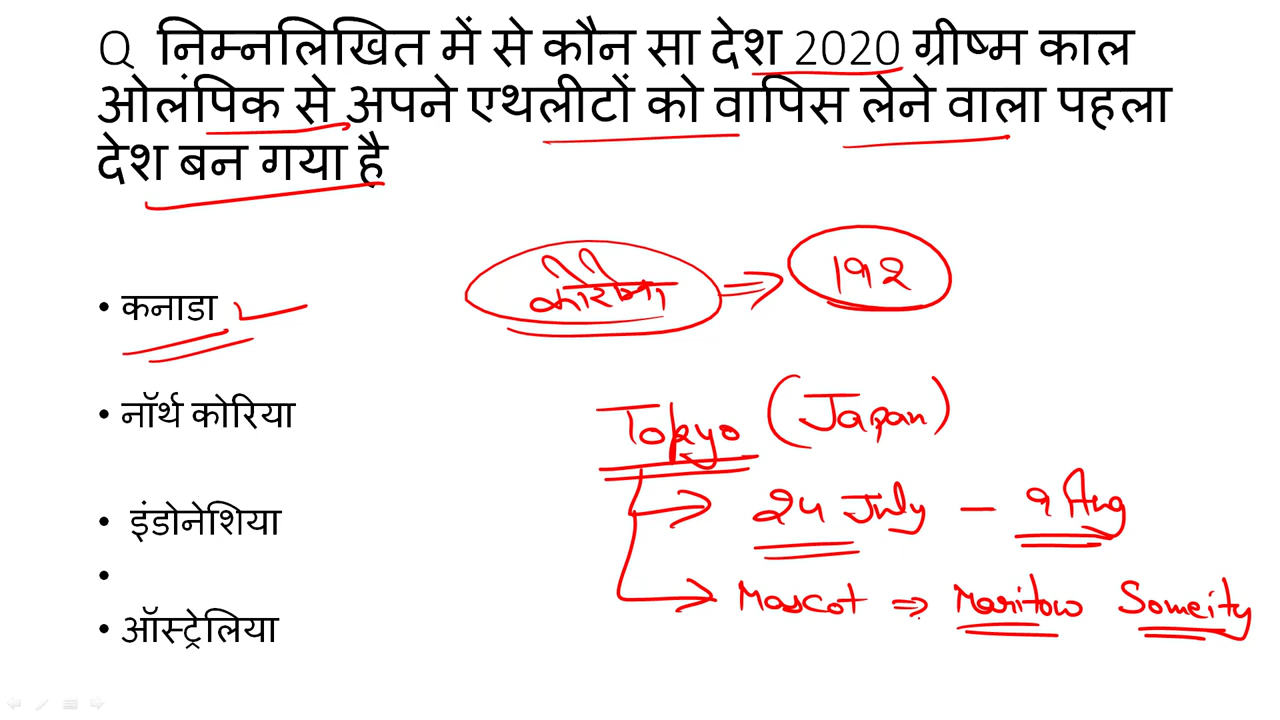 Q निम्नलिखित में से कौन सा देश 2020 ग्रीष्म काल
ओलंपिक से अपने एथलीटों को वापिस लेने वाला पहला
देश बन गया है
कोरोना ⇒ 192
• कनाडा
Tokyo (Japan)
• नॉर्थ कोरिया
→ 24 July – 9 Aug
• इंडोनेशिया
•
→ Mascot ⇒ Maritow Someity
• ऑस्ट्रेलिया